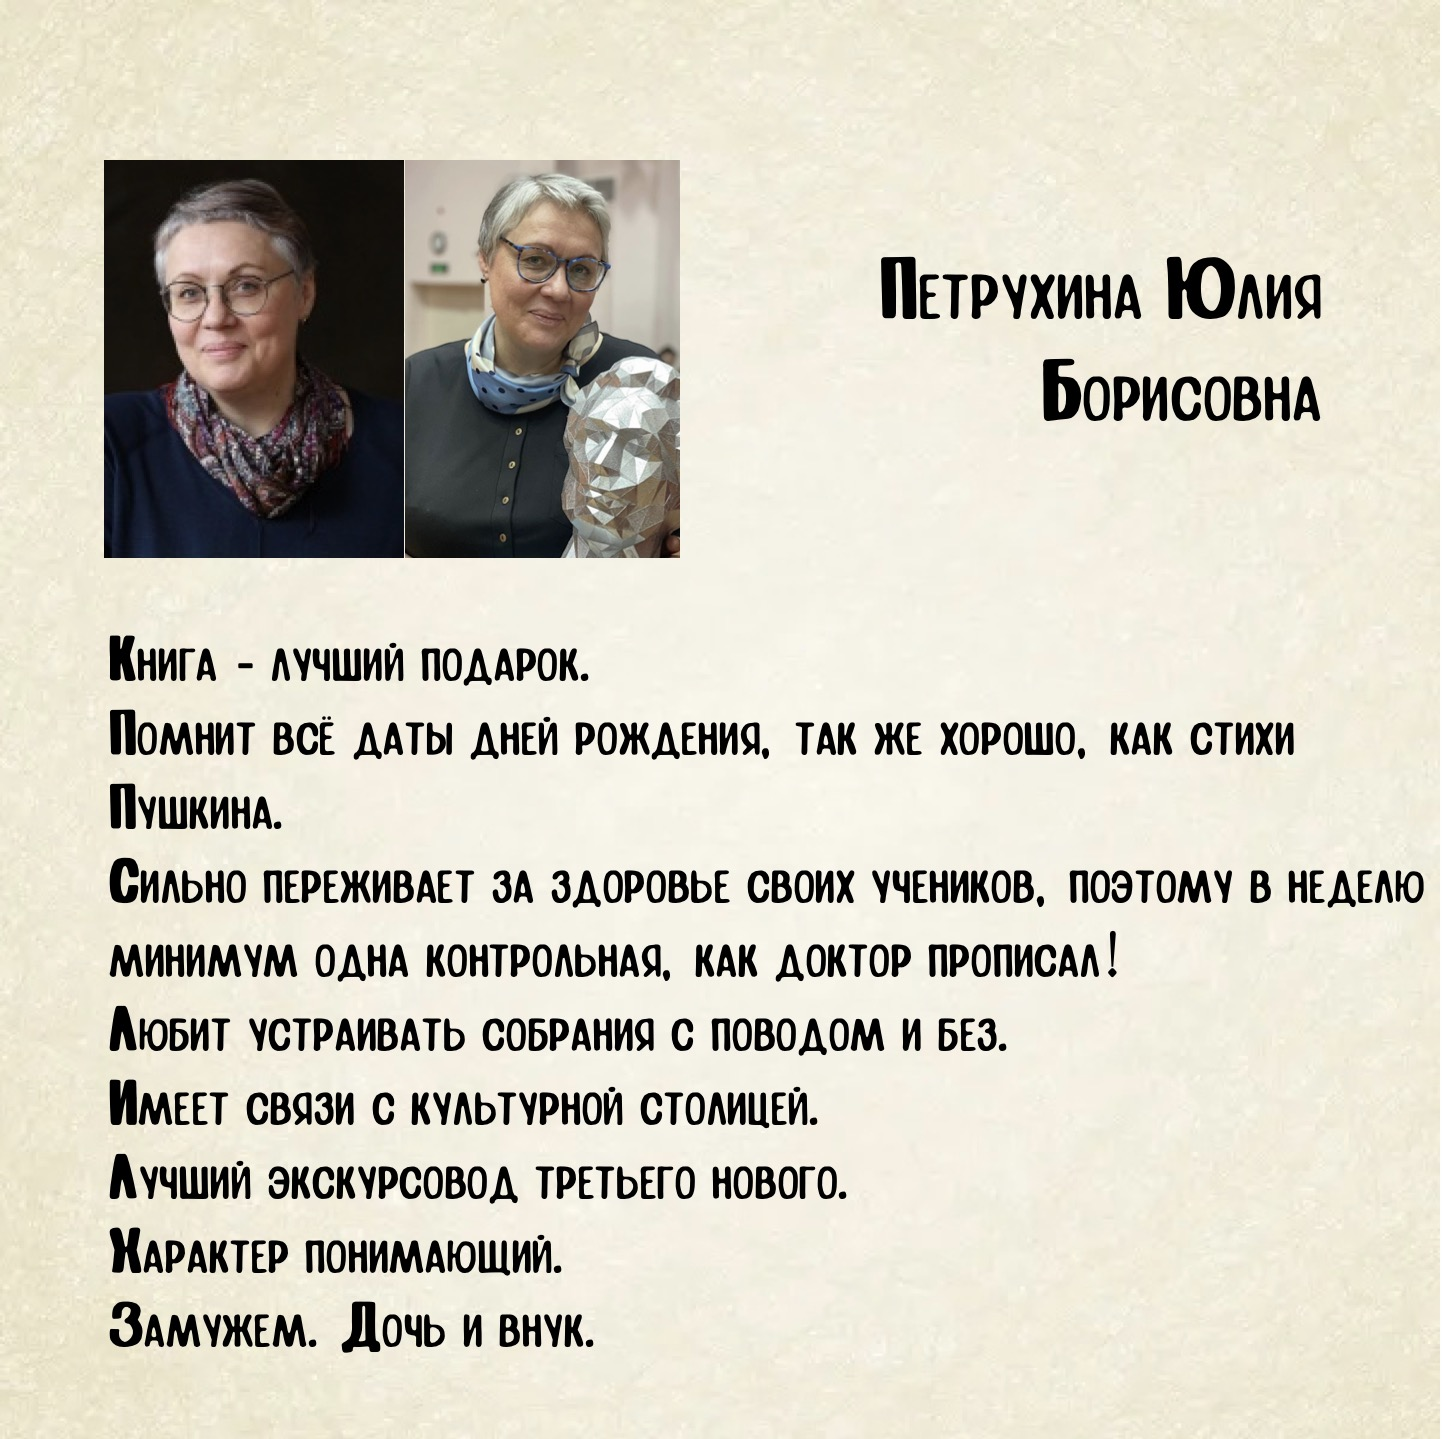 Петрухина Юлия
Борисовна
Книга - лучший подарок.
Помнит всё даты дней рождения, так же хорошо, как стихи
Пушкина.
Сильно переживает за здоровье своих учеников, поэтому в неделю
минимум одна контрольная, как доктор прописал!
Любит устраивать собрания с поводом и без.
Имеет связи с культурной столицей.
Лучший экскурсовод третьего нового.
Характер понимающий.
Замужем. Дочь и внук.